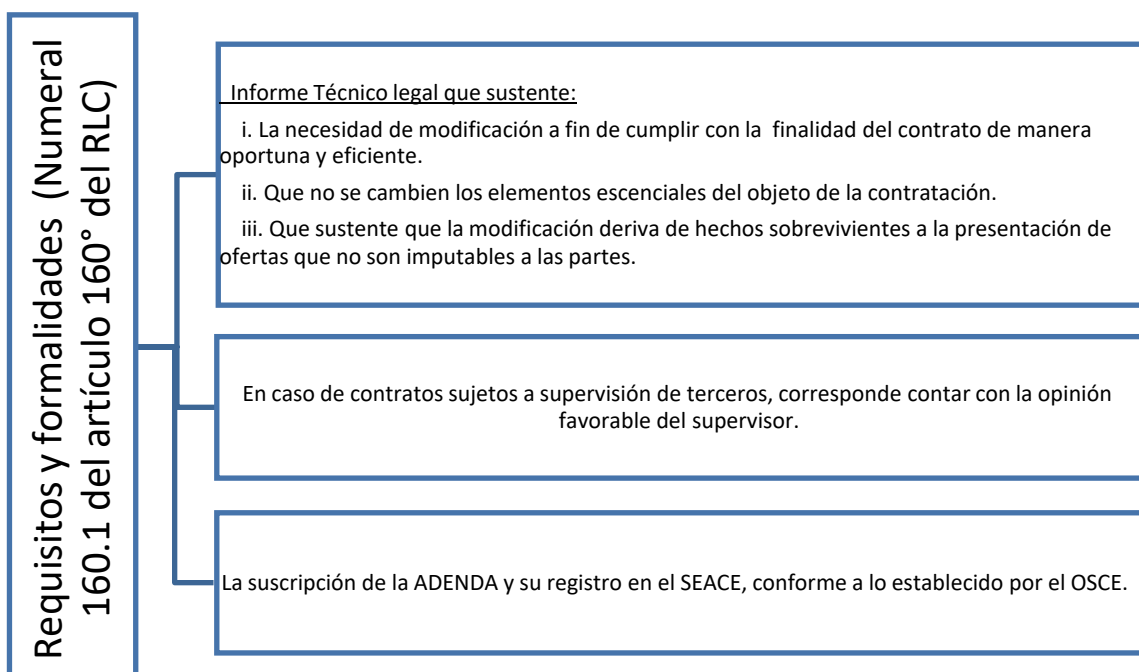 Requisitos y formalidades (Numeral
160.1 del artículo 160° del RLC)
Informe Técnico legal que sustente:
i. La necesidad de modificación a fin de cumplir con la finalidad del contrato de manera
oportuna y eficiente.
ii. Que no se cambien los elementos escenciales del objeto de la contratación.
iii. Que sustente que la modificación deriva de hechos sobrevivientes a la presentación de
ofertas que no son imputables a las partes.
En caso de contratos sujetos a supervisión de terceros, corresponde contar con la opinión
favorable del supervisor.
La suscripción de la ADENDA y su registro en el SEACE, conforme a lo establecido por el OSCE.